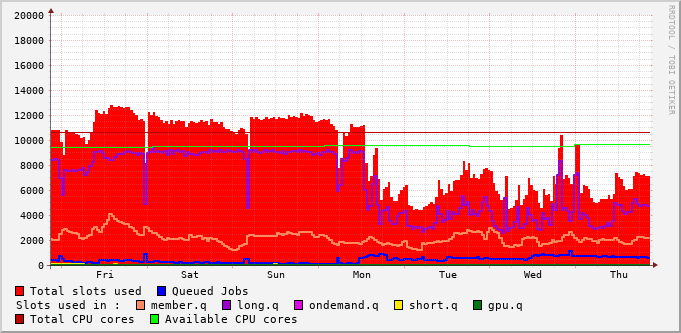 RRDTOOL / TOBI OETIKER
20000
18000
16000
14000
12000
10000
8000
6000
4000
2000
0
Fri Sat Sun Mon Tue Wed Thu
Total slots used Queued Jobs
Slots used in : member.q long.q ondemand.q short.q gpu.q
Total CPU cores Available CPU cores